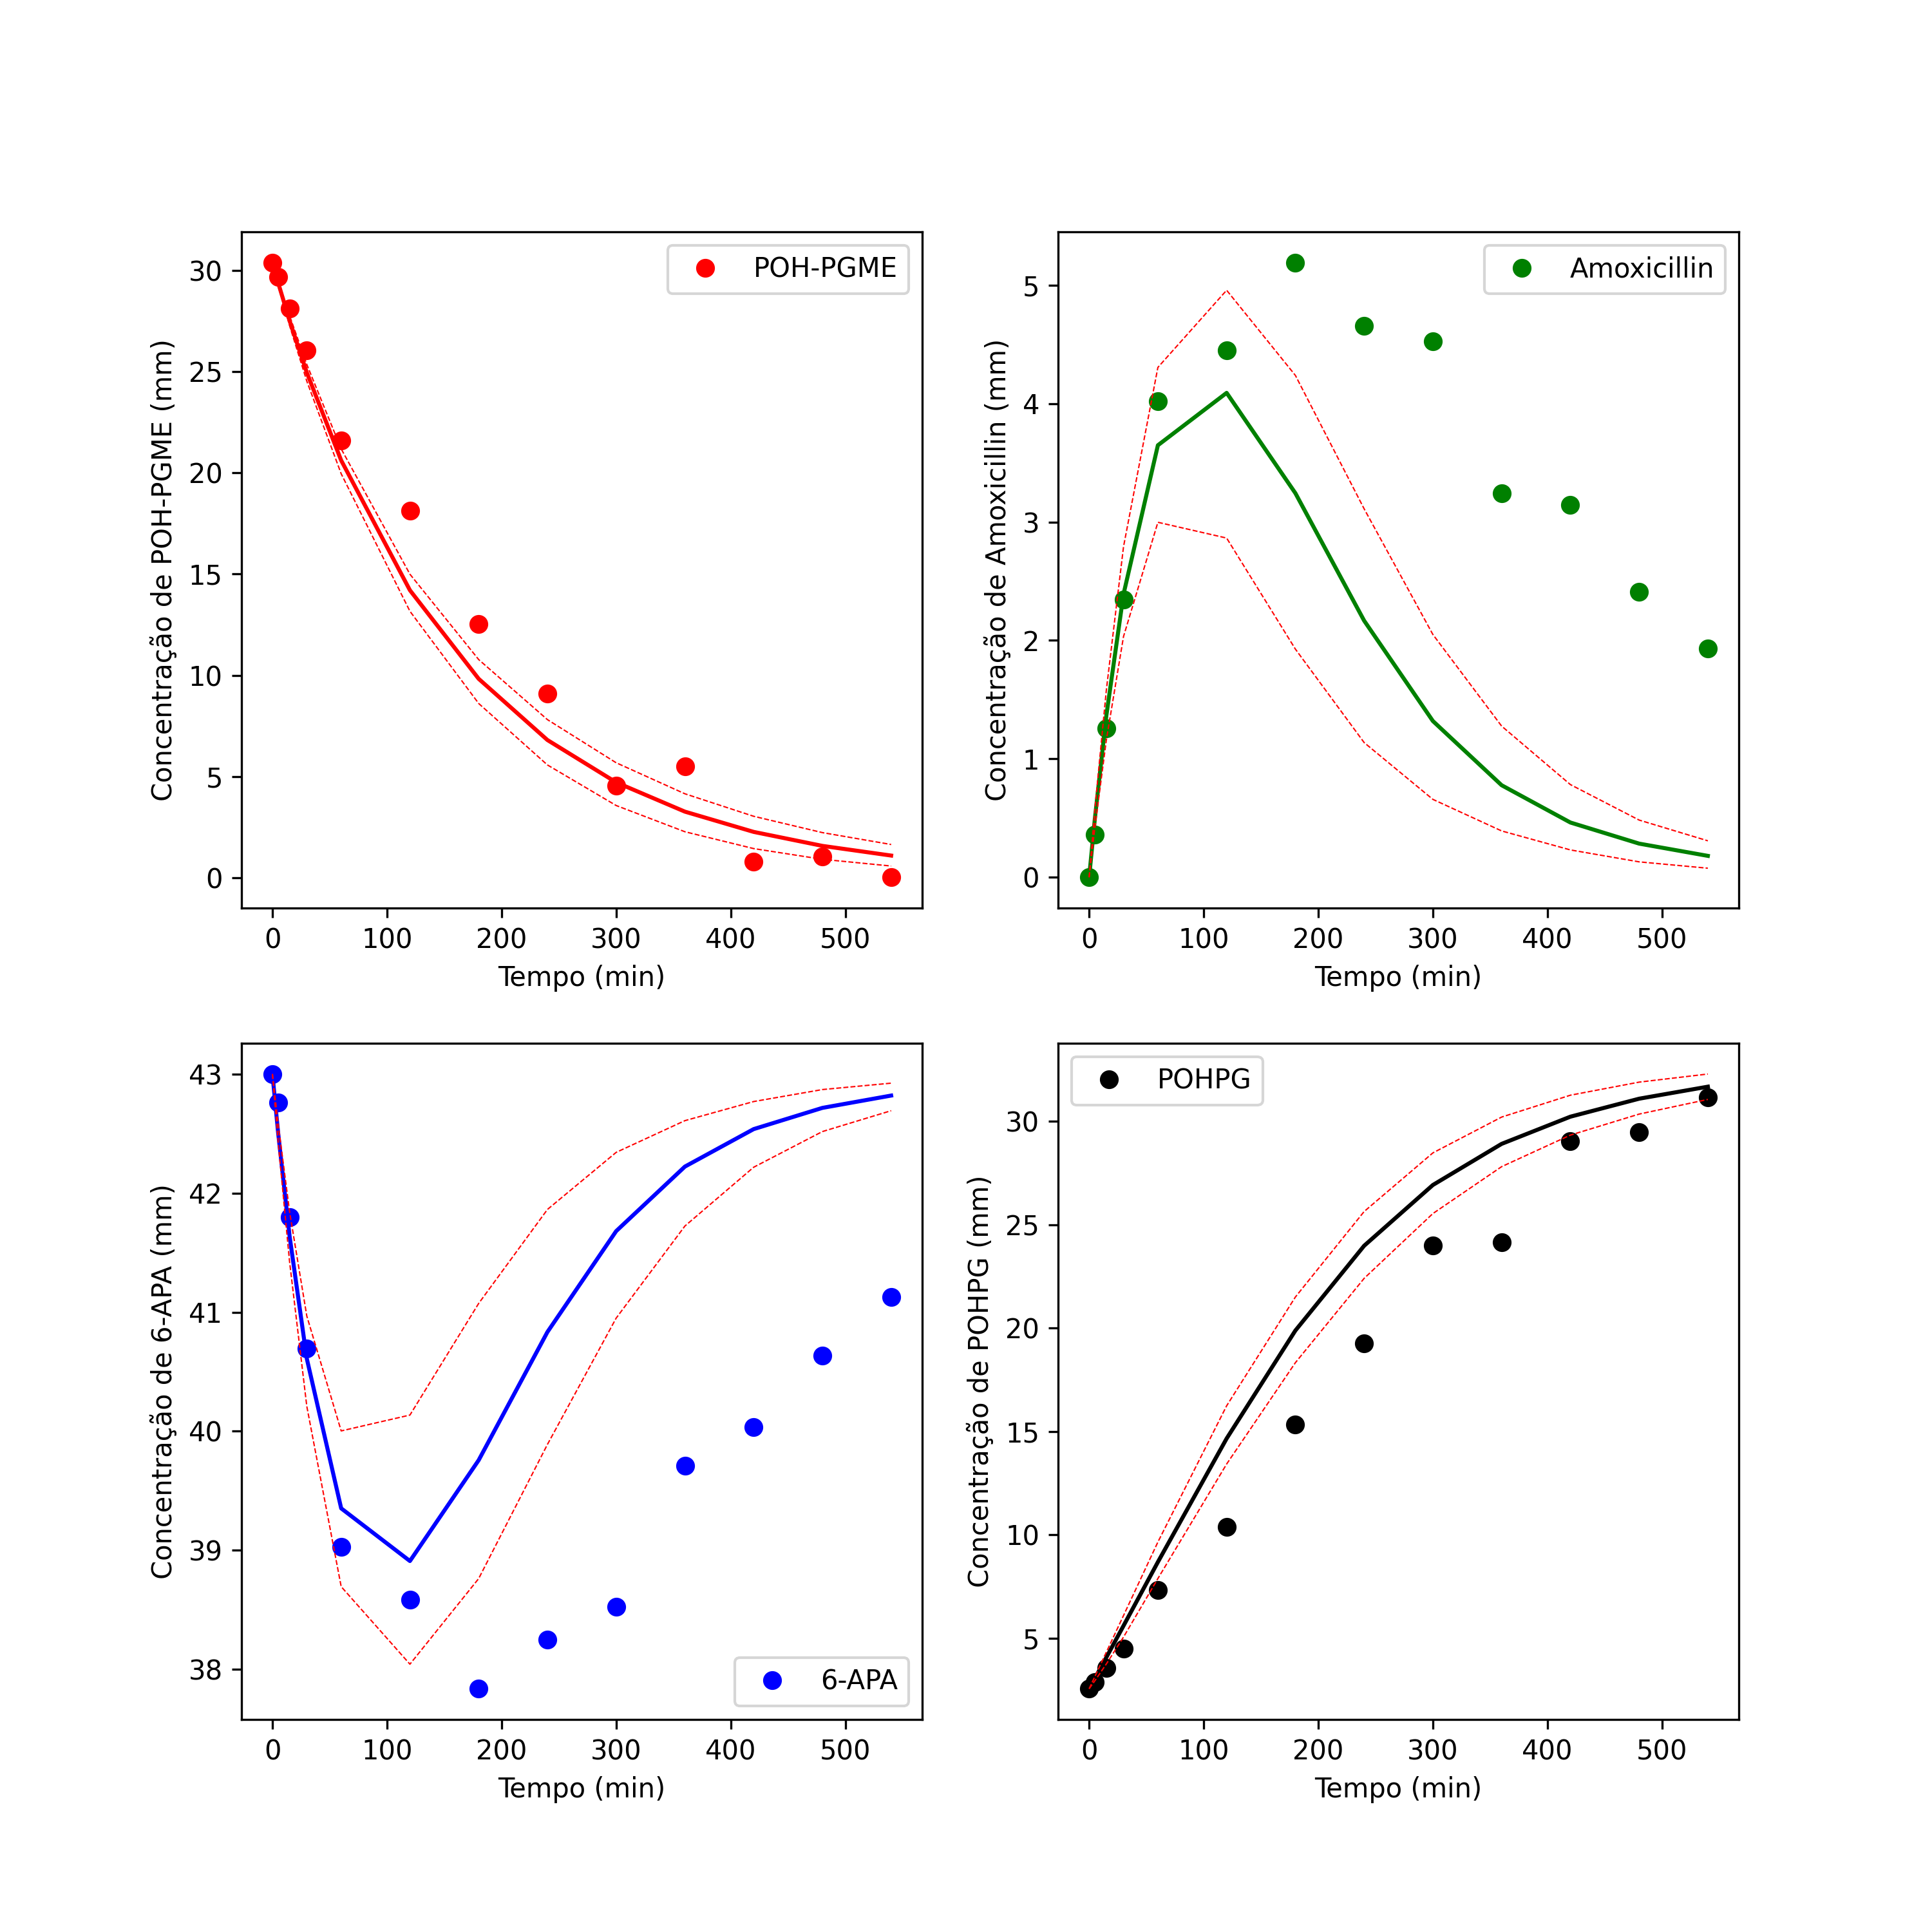 POH-PGME
Concentração de POH-PGME (mm)
30
25
20
15
10
5
0
0 100 200 300 400 500
Tempo (min)
Amoxicillin
Concentração de Amoxicillin (mm)
5
4
3
2
1
0
0 100 200 300 400 500
Tempo (min)
6-APA
Concentração de 6-APA (mm)
43
42
41
40
39
38
0 100 200 300 400 500
Tempo (min)
POHPG
Concentração de POHPG (mm)
30
25
20
15
10
5
0 100 200 300 400 500
Tempo (min)